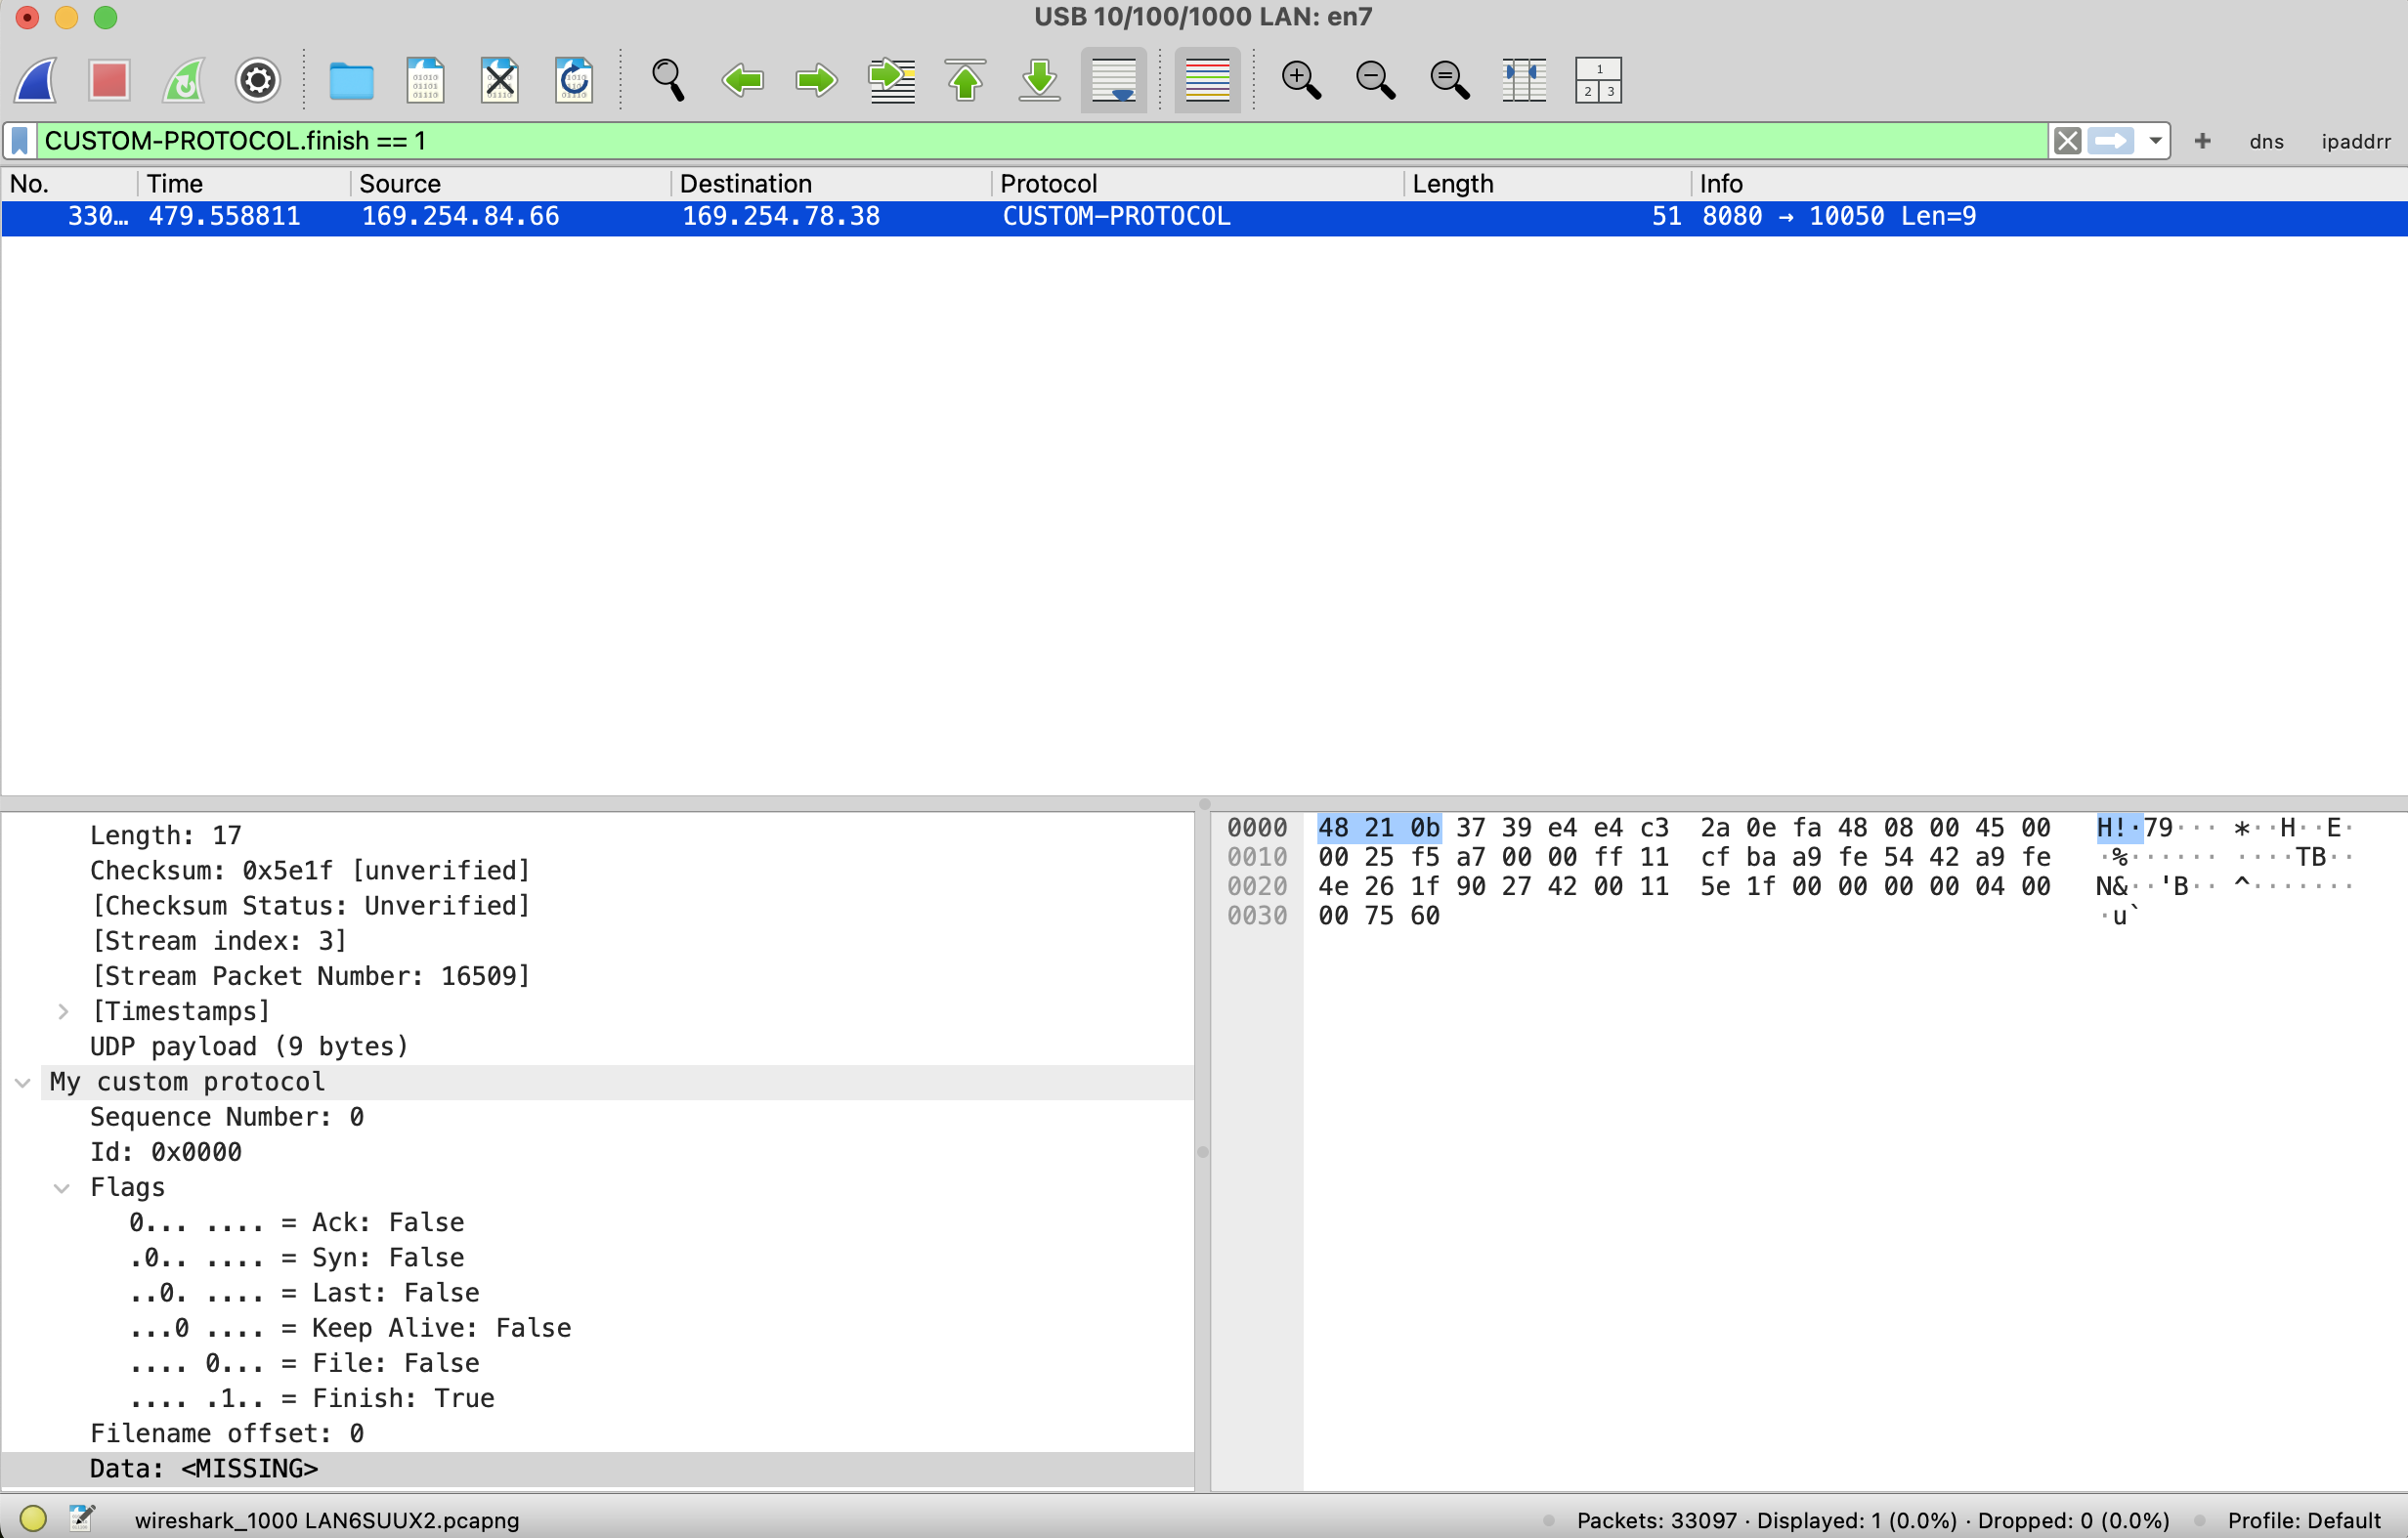 USB 10/100/1000 LAN: en7
CUSTOM-PROTOCOL.finish == 1
+ dns ipaddrr
No. Time Source Destination Protocol Length Info
330… 479.558811 169.254.84.66 169.254.78.38 CUSTOM-PROTOCOL 51 8080 → 10050 Len=9
Length: 17
Checksum: 0x5e1f [unverified]
[Checksum Status: Unverified]
[Stream index: 3]
[Stream Packet Number: 16509]
[Timestamps]
UDP payload (9 bytes)
My custom protocol
Sequence Number: 0
Id: 0x0000
Flags
0... .... = Ack: False
.0.. .... = Syn: False
..0. .... = Last: False
...0 .... = Keep Alive: False
.... 0... = File: False
.... .1.. = Finish: True
Filename offset: 0
Data: <MISSING>
0000 48 21 0b 37 39 e4 e4 c3 2a 0e fa 48 08 00 45 00 H!·79··· *··H··E·
0010 00 25 f5 a7 00 00 ff 11 cf ba a9 fe 54 42 a9 fe ·%······ ····TB··
0020 4e 26 1f 90 27 42 00 11 5e 1f 00 00 00 00 04 00 N&··'B·· ^·······
0030 00 75 60 ·u`
wireshark_1000 LAN6SUUX2.pcapng
Packets: 33097 · Displayed: 1 (0.0%) · Dropped: 0 (0.0%)
Profile: Default